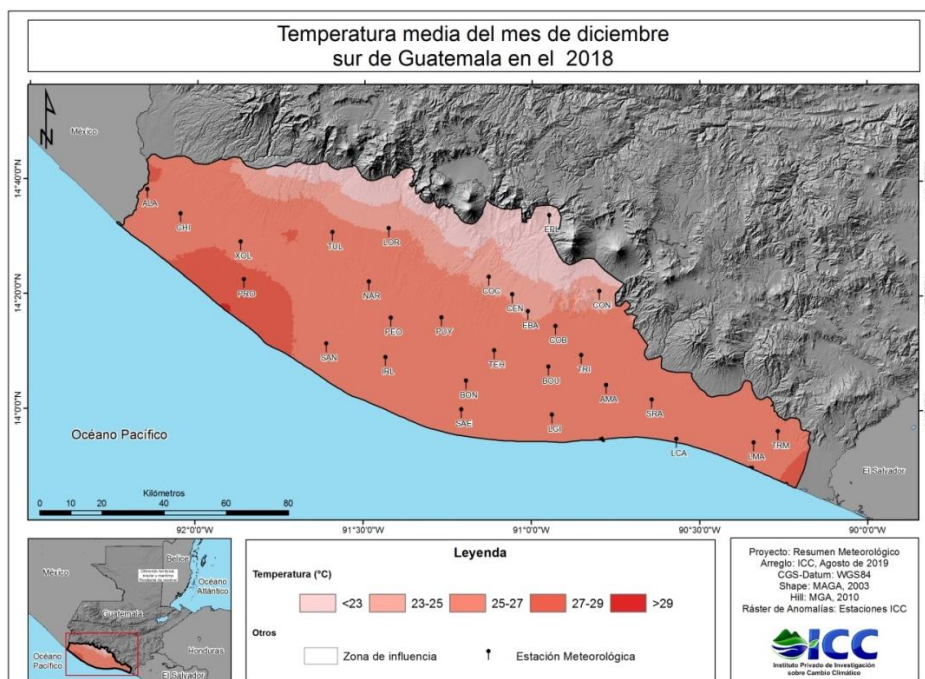 Temperatura media del mes de diciembre
sur de Guatemala en el 2018
México
14°40'0"N
14°20'0"N
14°0'0"N
ALA
CHI
XOL
PRO
TUL
LOR
NAR
PEO
PUY
SAN
IRL
BON
SAE
EPL
COC
CEN
EBA
CON
COB
TEH
BOU
TRI
AMA
LGI
SRA
LCA
LMA
TRM
Océano Pacífico
El Salvador
Kilómetros
0 10 20 40 60 80
92°0'0"W
91°30'0"W
91°0'0"W
90°30'0"W
90°0'0"W
México
Belice
Guatemala
Océano
Atlántico
Honduras
Océano
Pacífico
El Salvador
Leyenda
Temperatura (°C)
<23 23-25 25-27 27-29 >29
Otros
Zona de influencia
Estación Meteorológica
Proyecto: Resumen Meteorológico
Arreglo: ICC, Agosto de 2019
CGS-Datum: WGS84
Shape: MAGA, 2003
Hill: MGA, 2010
Ráster de Anomalías: Estaciones ICC
ICC
Instituto Privado de Investigación
sobre Cambio Climático